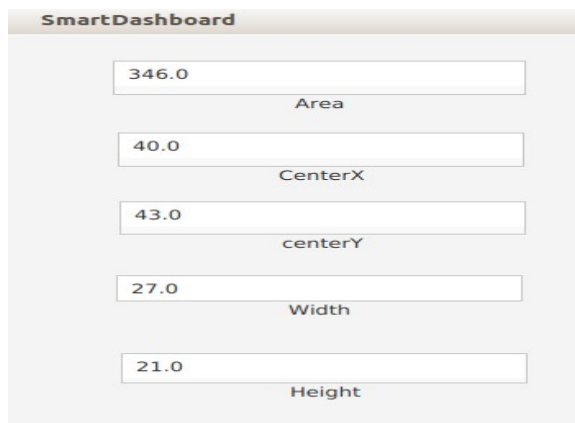 SmartDashboard
346.0
Area
40.0
CenterX
43.0
centerY
27.0
Width
21.0
Height